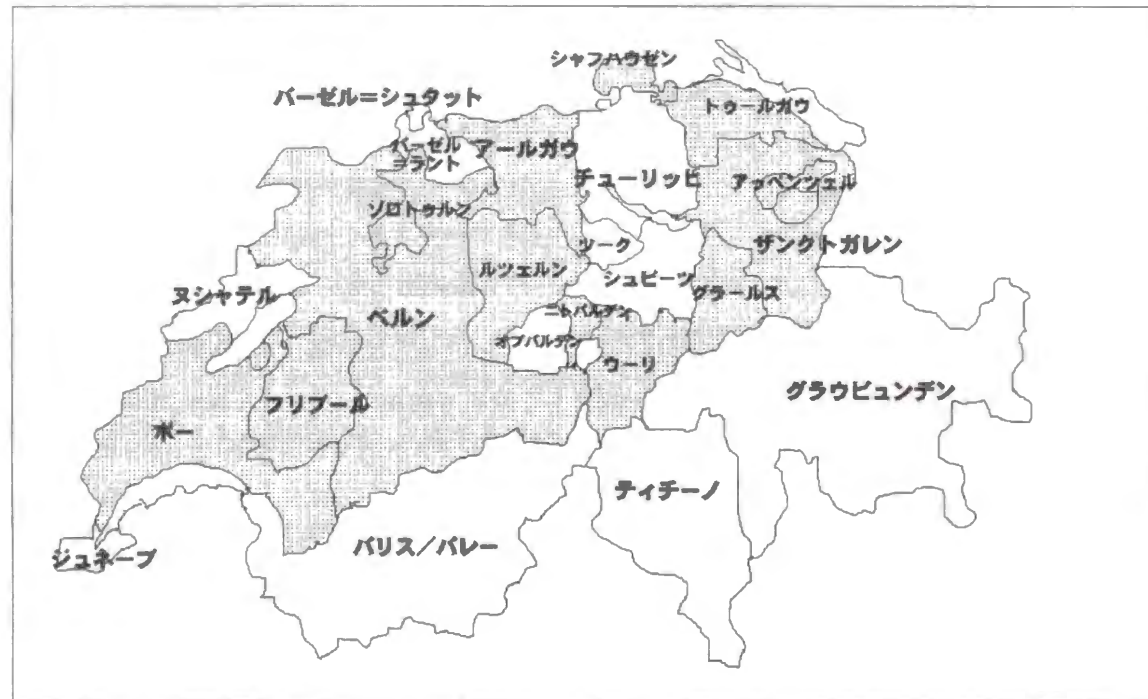 シャフハウゼン
バーゼル＝シュタット
トゥールガウ
バーゼル
＝ラント
アールガウ
チューリッヒ
アッペンツェル
ソロトゥルン
ツーク
ザンクトガレン
ルツェルン
シュビーツ
グラールス
ヌシャテル
ベルン
ニトバルデン
オプバルデン
ウーリ
フリブール
グラウビュンデン
ボー
ティチーノ
バリス／バレー
ジュネーブ